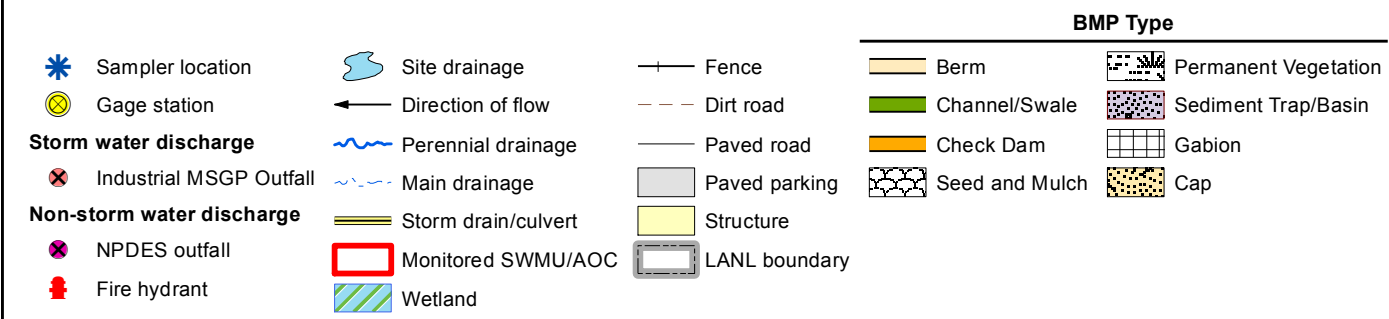 BMP Type
Sampler location
Gage station
Storm water discharge
Industrial MSGP Outfall
Non-storm water discharge
NPDES outfall
Fire hydrant
Site drainage
Direction of flow
Perennial drainage
Main drainage
Storm drain/culvert
Monitored SWMU/AOC
Wetland
Fence
Dirt road
Paved road
Paved parking
Structure
LANL boundary
Berm
Channel/Swale
Check Dam
Seed and Mulch
Permanent Vegetation
Sediment Trap/Basin
Gabion
Cap